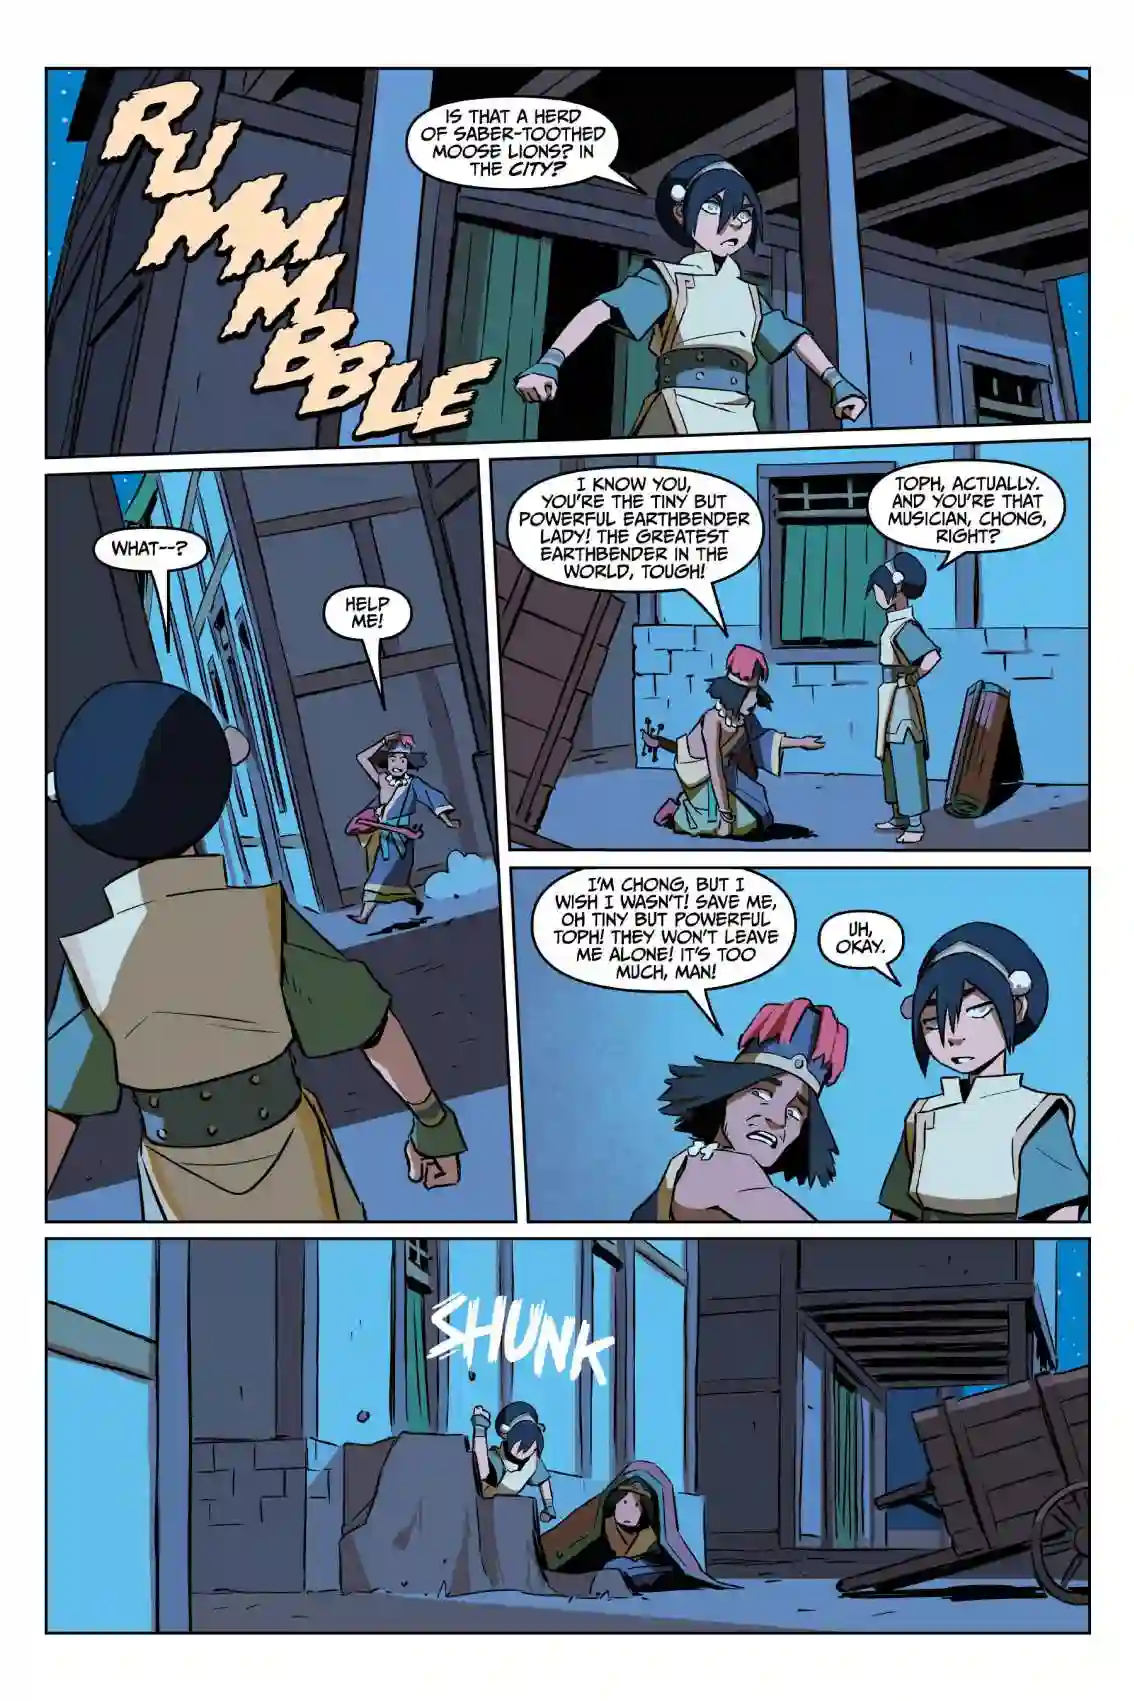 RUMMMBBLE
IS THAT A HERD
OF SABER-TOOTHED
MOOSE LIONS? IN
THE CITY?
WHAT--?
HELP
ME!
I KNOW YOU,
YOU'RE THE TINY BUT
POWERFUL EARTHBENDER
LADY! THE GREATEST
EARTHBENDER IN THE
WORLD, TOUGH!
TOPH, ACTUALLY.
AND YOU'RE THAT
MUSICIAN, CHONG,
RIGHT?
I'M CHONG, BUT I
WISH I WASN'T! SAVE ME,
OH TINY BUT POWERFUL
TOPH! THEY WON'T LEAVE
ME ALONE! IT'S TOO
MUCH, MAN!
UH,
OKAY.
SHUNK